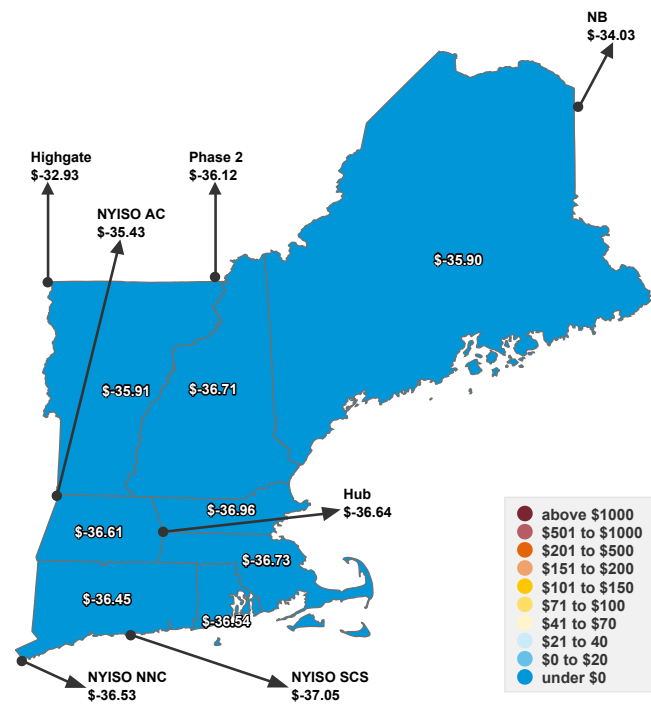 NB
$-34.03
Highgate
$-32.93
Phase 2
$-36.12
NYISO AC
$-35.43
$-35.90
$-35.91
$-36.71
Hub
$-36.64
$-36.96
$-36.61
$-36.73
$-36.45
$-36.54
NYISO NNC
$-36.53
NYISO SCS
$-37.05
above $1000
$501 to $1000
$201 to $500
$151 to $200
$101 to $150
$71 to $100
$41 to $70
$21 to 40
$0 to $20
under $0